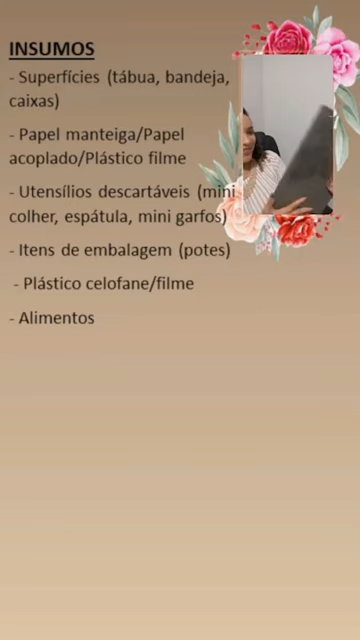 INSUMOS
- Superfícies (tábua, bandeja,
caixas)
- Papel manteiga/Papel
acoplado/Plástico filme
- Utensílios descartáveis (mini
colher, espátula, mini garfos)
- Itens de embalagem (potes)
- Plástico celofane/filme
- Alimentos